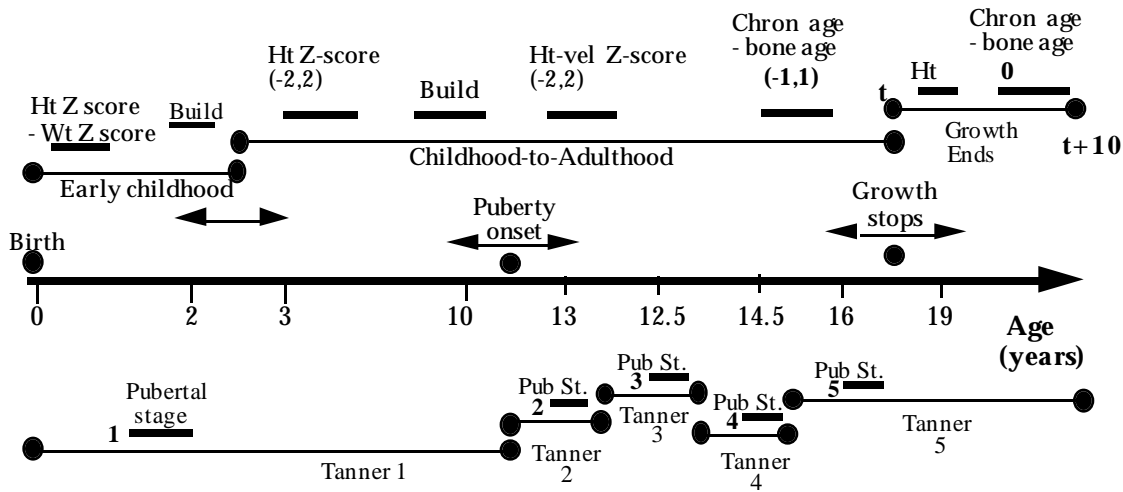 Ht Z score
- Wt Z score
Build
Early childhood
Ht Z-score
(-2,2)
Build
Ht-vel Z-score
(-2,2)
Chron age
- bone age
(-1,1)
Childhood-to-Adulthood
t
Ht
Chron age
- bone age
0
Growth
Ends
t+10
Birth
Puberty
onset
Growth
stops
0
2
3
10
13
12.5
14.5
16
19
Age
(years)
Pubertal
stage
1
Tanner 1
Pub St.
2
Tanner
2
Pub St.
3
Tanner
3
Pub St.
4
Tanner
4
Pub St.
5
Tanner
5